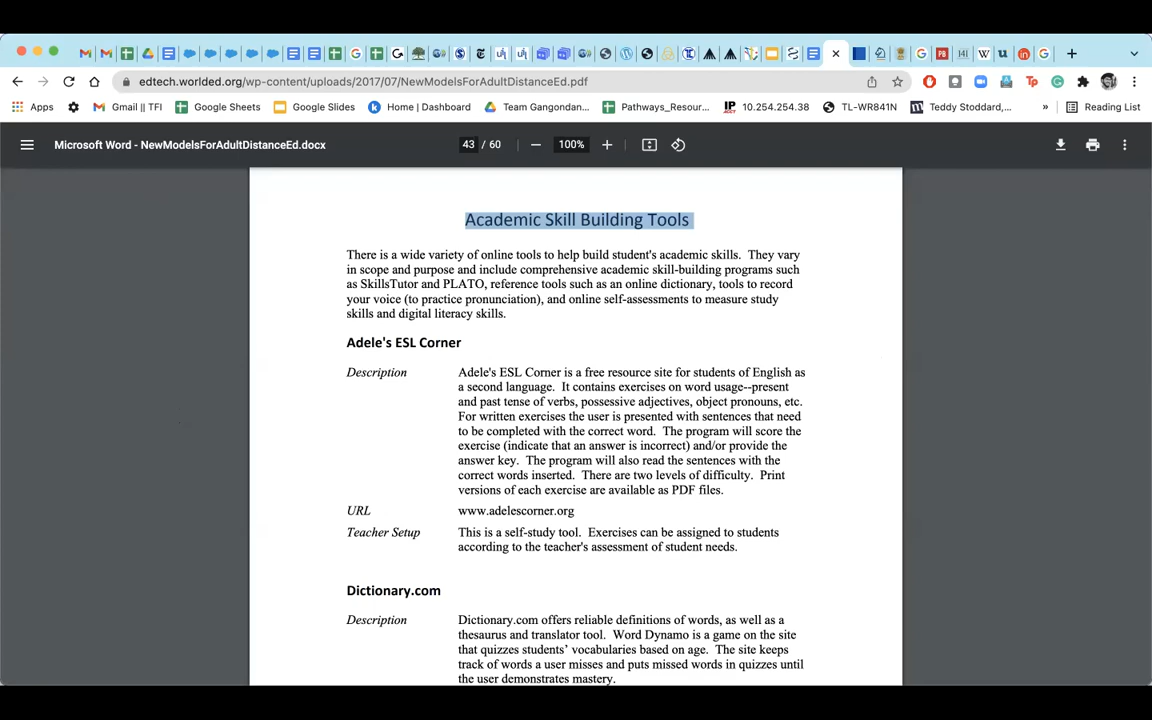 edtech.worlded.org/wp-content/uploads/2017/07/NewModelsForAdultDistanceEd.pdf
Apps Gmail || TFI Google Sheets Google Slides Home | Dashboard Team Gangondan... Pathways_Resour... 10.254.254.38 TL-WR841N Teddy Stoddard,... » Reading List
Microsoft Word - NewModelsForAdultDistanceEd.docx 43 / 60 — 100% +
Academic Skill Building Tools
There is a wide variety of online tools to help build student's academic skills. They vary
in scope and purpose and include comprehensive academic skill-building programs such
as SkillsTutor and PLATO, reference tools such as an online dictionary, tools to record
your voice (to practice pronunciation), and online self-assessments to measure study
skills and digital literacy skills.
Adele's ESL Corner
Description Adele's ESL Corner is a free resource site for students of English as
a second language. It contains exercises on word usage--present
and past tense of verbs, possessive adjectives, object pronouns, etc.
For written exercises the user is presented with sentences that need
to be completed with the correct word. The program will score the
exercise (indicate that an answer is incorrect) and/or provide the
answer key. The program will also read the sentences with the
correct words inserted. There are two levels of difficulty. Print
versions of each exercise are available as PDF files.
URL www.adelescorner.org
Teacher Setup This is a self-study tool. Exercises can be assigned to students
according to the teacher's assessment of student needs.
Dictionary.com
Description Dictionary.com offers reliable definitions of words, as well as a
thesaurus and translator tool. Word Dynamo is a game on the site
that quizzes students' vocabularies based on age. The site keeps
track of words a user misses and puts missed words in quizzes until
the user demonstrates mastery.